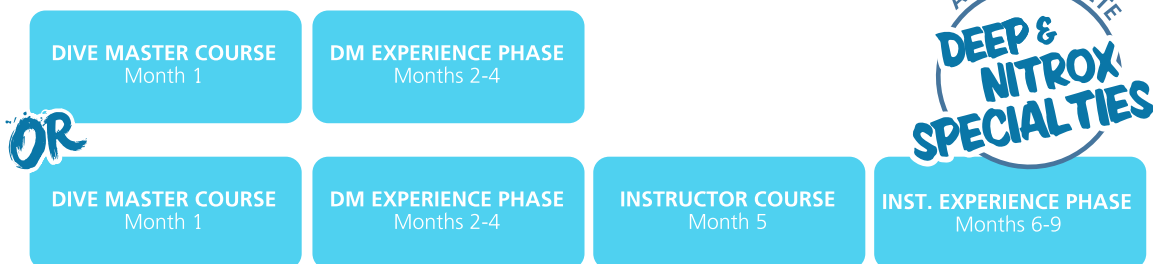 DIVE MASTER COURSE
Month 1
DM EXPERIENCE PHASE
Months 2-4
DEEP &
NITROX
SPECIALTIES
OR
DIVE MASTER COURSE
Month 1
DM EXPERIENCE PHASE
Months 2-4
INSTRUCTOR COURSE
Month 5
INST. EXPERIENCE PHASE
Months 6-9